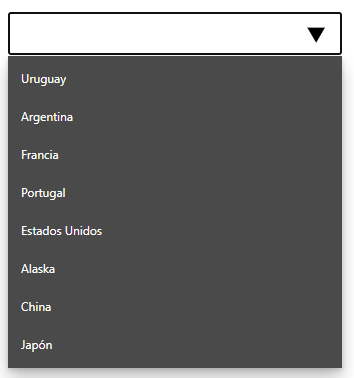 Uruguay
Argentina
Francia
Portugal
Estados Unidos
Alaska
China
Japón